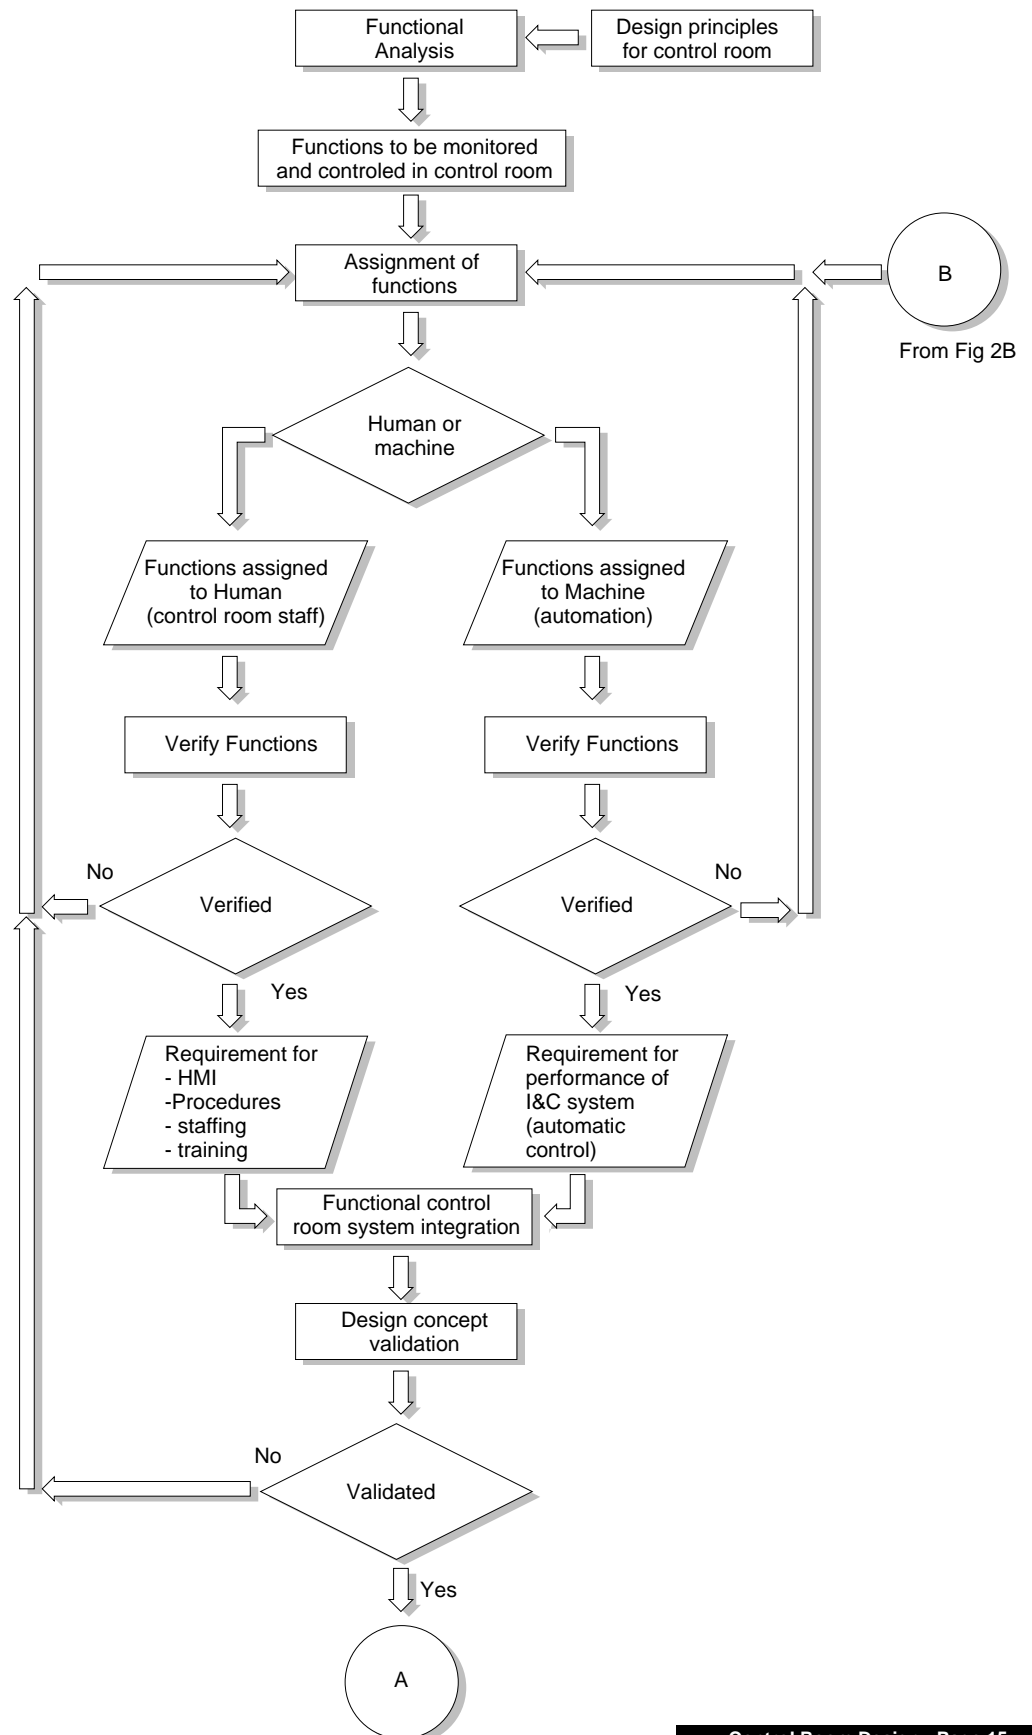 Functional
Analysis
Design principles
for control room
Functions to be monitored
and controled in control room
Assignment of
functions
B
From Fig 2B
Human or
machine
Functions assigned
to Human
(control room staff)
Functions assigned
to Machine
(automation)
Verify Functions
Verify Functions
No
Verified
Verified
No
Yes
Yes
Requirement for
- HMI
-Procedures
- staffing
- training
Requirement for
performance of
I&C system
(automatic
control)
Functional control
room system integration
Design concept
validation
No
Validated
Yes
A